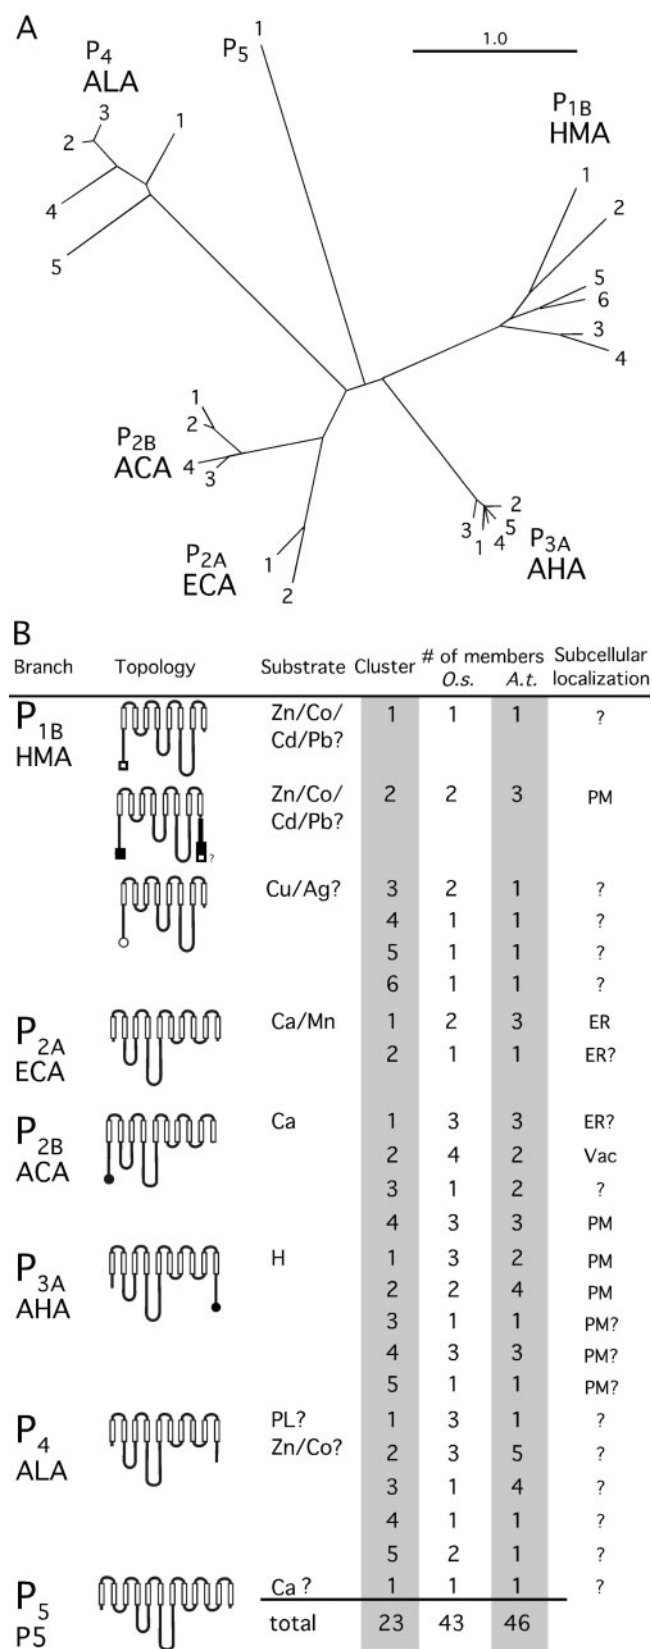 A
P4
ALA
3
2
1
4
5
P5
1
1.0
P1B
HMA
1
2
5
6
3
4
P2B
ACA
1
2
4
3
P2A
ECA
1
2
P3A
AHA
2
5
3
1 4
B
Branch Topology Substrate Cluster # of members O.s. A.t. Subcellular localization
P1B HMA Zn/Co/ 1 1 1 ?
Cd/Pb?
Zn/Co/ 2 2 3 PM
Cd/Pb?
?
Cu/Ag? 3 2 1 ?
4 1 1 ?
5 1 1 ?
6 1 1 ?
P2A ECA Ca/Mn 1 2 3 ER
2 1 1 ER?
P2B ACA Ca 1 3 3 ER?
2 4 2 Vac
3 1 2 ?
4 3 3 PM
P3A AHA H 1 3 2 PM
2 2 4 PM
3 1 1 PM?
4 3 3 PM?
5 1 1 PM?
P4 ALA PL? 1 3 1 ?
Zn/Co? 2 3 5 ?
3 1 4 ?
4 1 1 ?
5 2 1 ?
P5 P5 Ca ? 1 1 1 ?
total 23 43 46